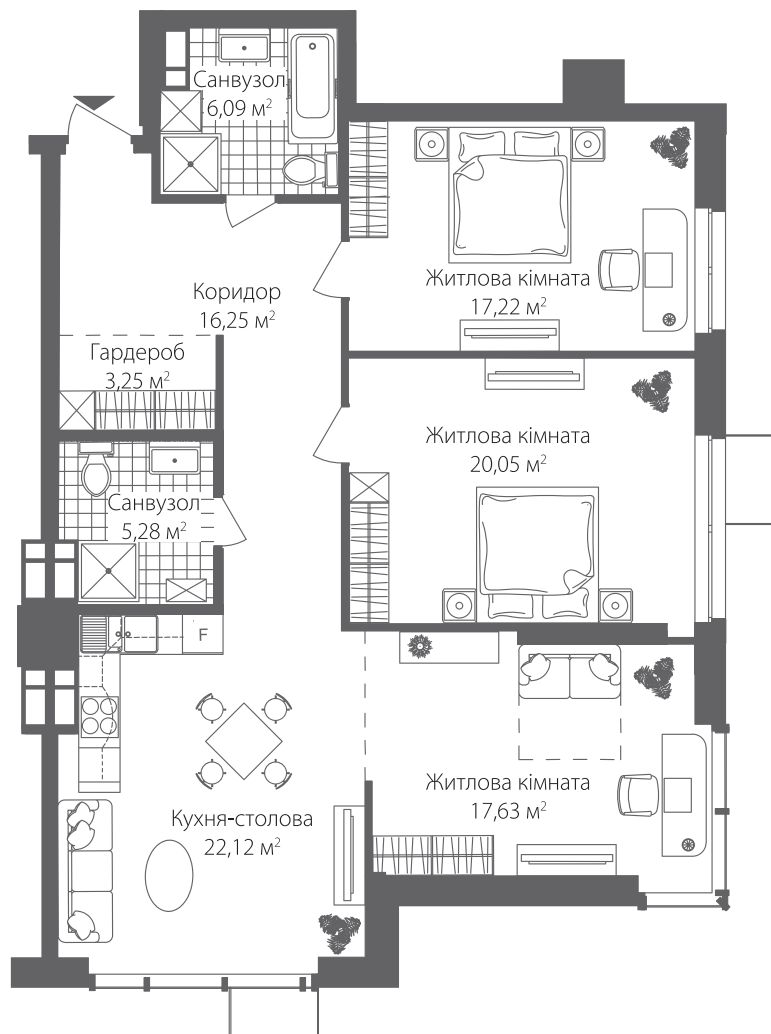 Санвузол
6,09 м²
Житлова кімната
17,22 м²
Коридор
16,25 м²
Гардероб
3,25 м²
Житлова кімната
20,05 м²
Санвузол
5,28 м²
F
Житлова кімната
17,63 м²
Кухня-столова
22,12 м²